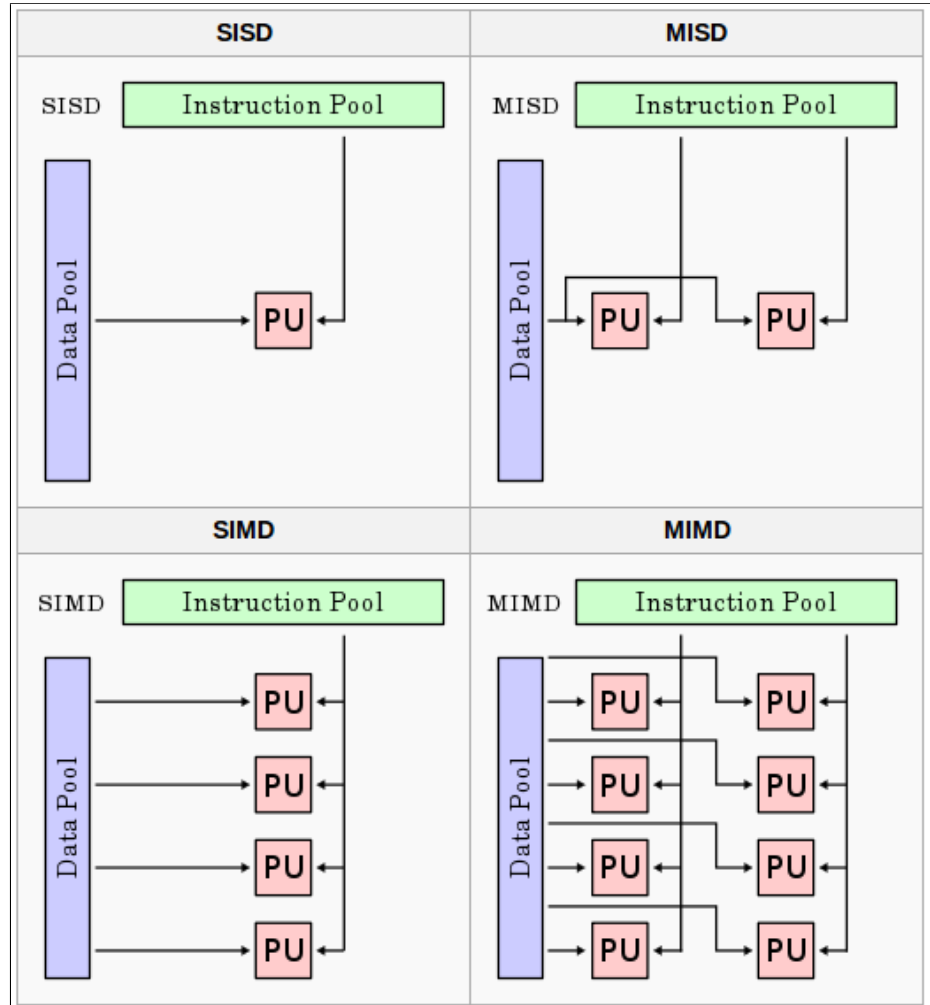 SISD
MISD
SISD
Instruction Pool
Data Pool
PU
MISD
Instruction Pool
Data Pool
PU
PU
SIMD
MIMD
SIMD
Instruction Pool
Data Pool
PU
PU
PU
PU
MIMD
Instruction Pool
Data Pool
PU
PU
PU
PU
PU
PU
PU
PU